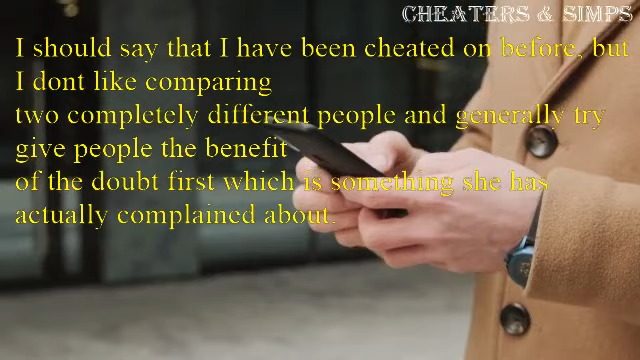 CHEATERS & SIMPS
I should say that I have been cheated on before, but
I dont like comparing
two completely different people and generally try
give people the benefit
of the doubt first which is something she has
actually complained about.